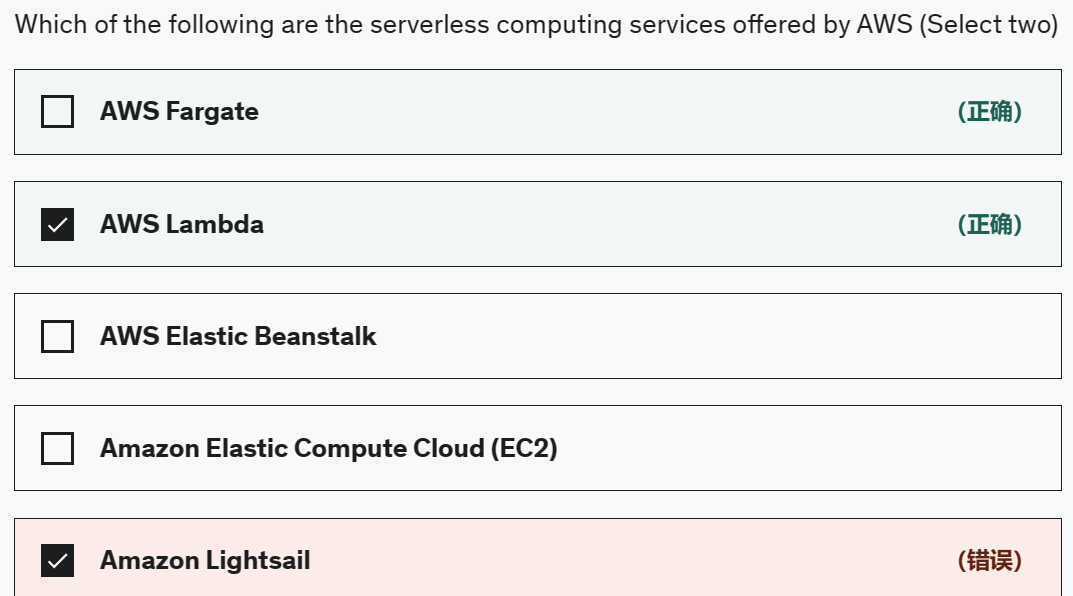 Which of the following are the serverless computing services offered by AWS (Select two)
AWS Fargate (正确)
AWS Lambda (正确)
AWS Elastic Beanstalk
Amazon Elastic Compute Cloud (EC2)
Amazon Lightsail (错误)